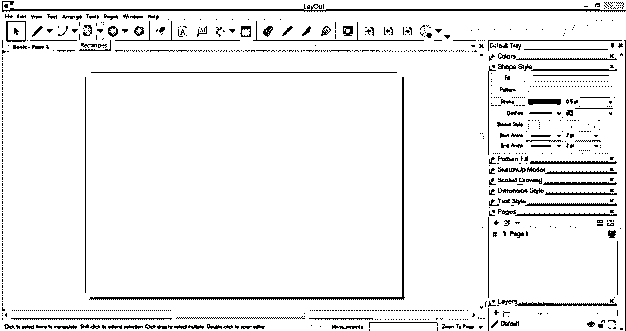 LayOut
File Edit View Text Arrange Tools Pages Window Help
Basic - Page 1
Rectangle
Default Tray
Colors
Shape Style
Fill
Pattern
Stroke
0.5 pt
Dashes
Stroke Style
Start Arrow
2 pt
End Arrow
2 pt
Pattern Fill
SketchUp Model
Scaled Drawing
Dimension Style
Text Style
Pages
1 Page 1
Layers
Default
Click to select items to manipulate. Shift-click to extend selection. Click-drag to select multiple. Double-click to open editor.
Measurements
Zoom To Page